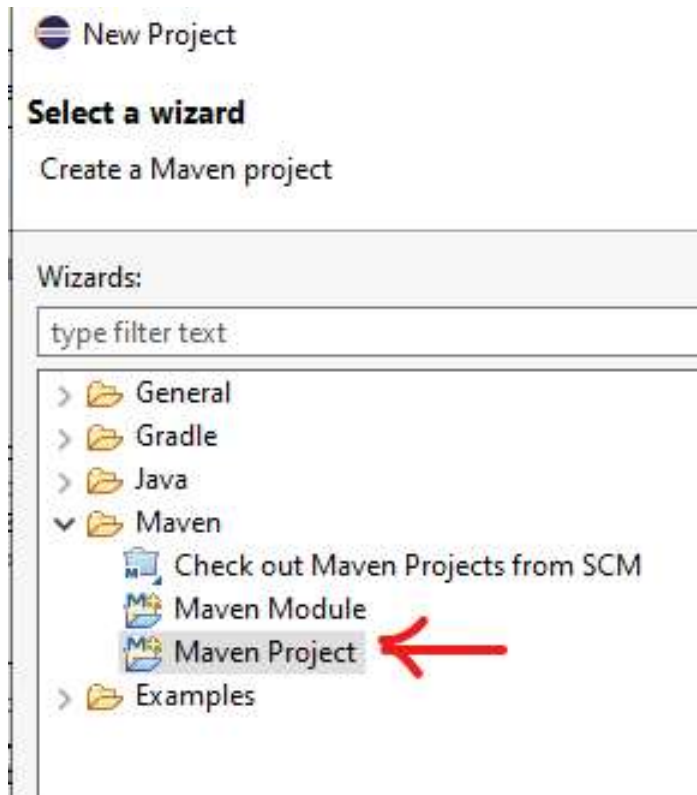 New Project
Select a wizard
Create a Maven project
Wizards:
type filter text
General
Gradle
Java
Maven
Check out Maven Projects from SCM
Maven Module
Maven Project
Examples